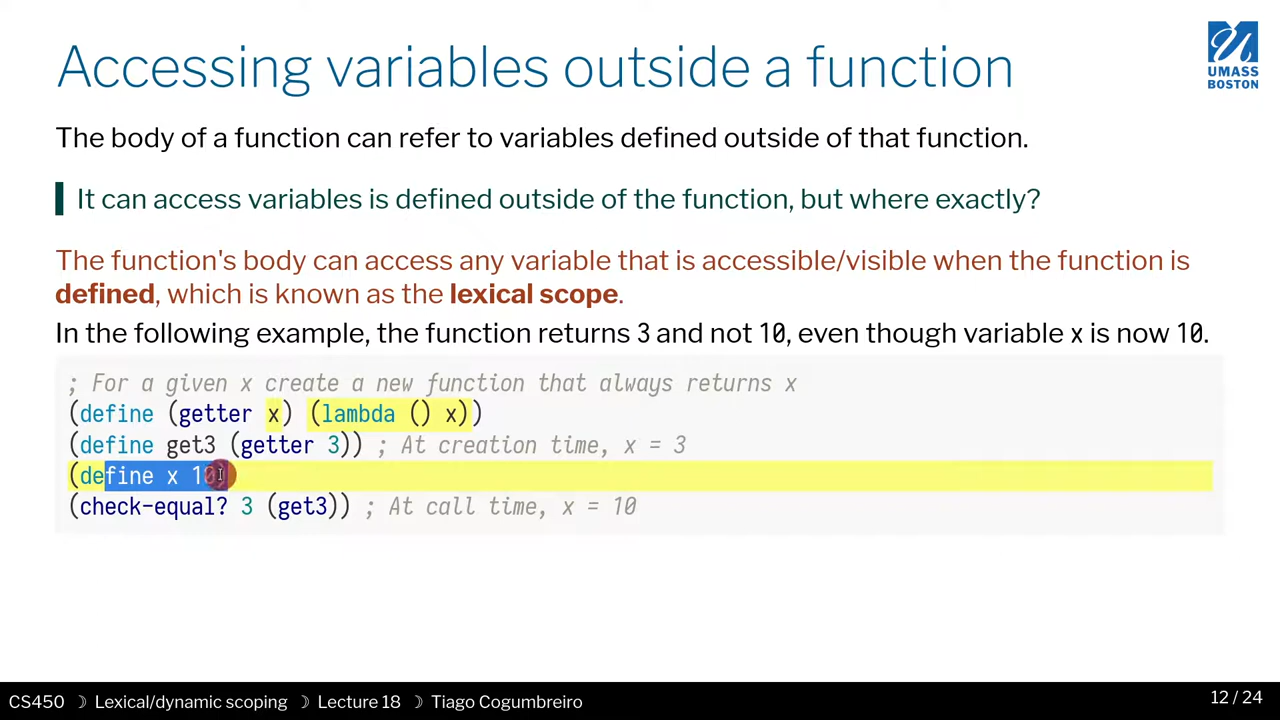 Accessing variables outside a function
UMASS
BOSTON
The body of a function can refer to variables defined outside of that function.
It can access variables is defined outside of the function, but where exactly?
The function's body can access any variable that is accessible/visible when the function is
defined, which is known as the lexical scope.
In the following example, the function returns 3 and not 10, even though variable x is now 10.
; For a given x create a new function that always returns x
(define (getter x) (lambda () x))
(define get3 (getter 3)) ; At creation time, x = 3
(define x 10)
(check-equal? 3 (get3)) ; At call time, x = 10
CS450 ☽ Lexical/dynamic scoping ☽ Lecture 18 ☽ Tiago Cogumbreiro
12 / 24